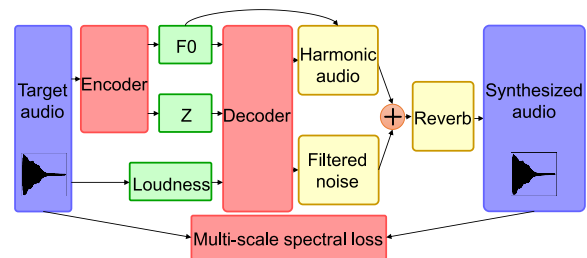 Target
audio
Encoder
F0
Z
Loudness
Decoder
Harmonic
audio
Filtered
noise
+
Reverb
Synthesized
audio
Multi-scale spectral loss